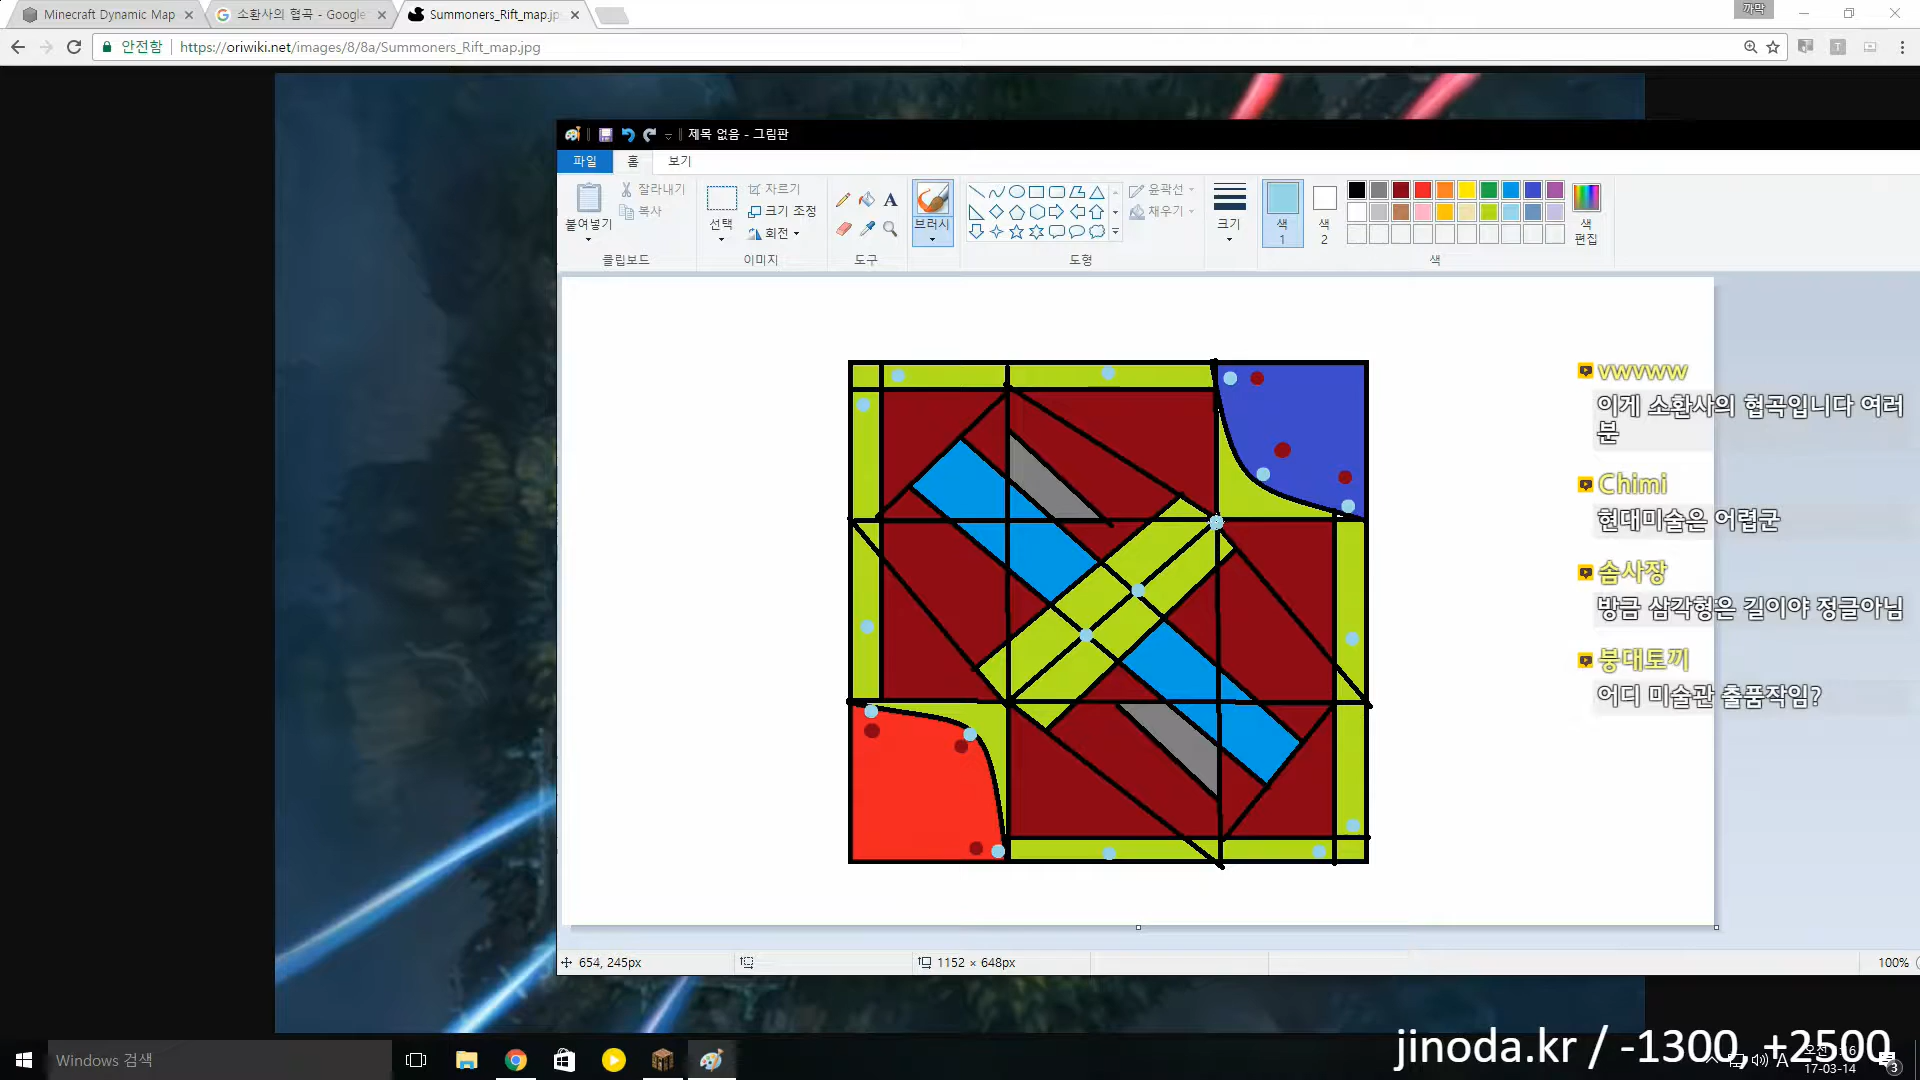 Minecraft Dynamic Map
소환사의 협곡 - Google
Summoners_Rift_map.jp
까막
안전함
https://oriwiki.net/images/8/8a/Summoners_Rift_map.jpg
제목 없음 - 그림판
파일
홈
보기
붙여넣기
잘라내기
복사
클립보드
선택
자르기
크기 조정
회전
이미지
A
도구
브러시
윤곽선
채우기
도형
크기
색
1
색
2
색
편집
색
vwvww
이게 소환사의 협곡입니다 여러
분
Chimi
현대미술은 어렵군
솜사장
방금 삼각형은 길이야 정글아님
붕대토끼
어디 미술관 출품작임?
654, 245px
1152 × 648px
100%
Windows 검색
jinoda.kr / -1300, +2500
A
17-03-14
3